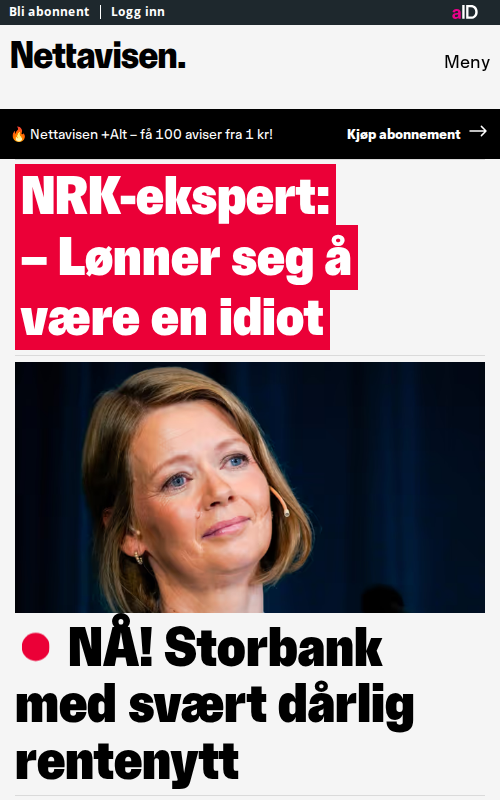 Bli abonnent | Logg inn
aID
Nettavisen.
Meny
🔥 Nettavisen +Alt – få 100 aviser fra 1 kr!
Kjøp abonnement →
NRK-ekspert:
– Lønner seg å
være en idiot
NÅ! Storbank
med svært dårlig
rentenytt